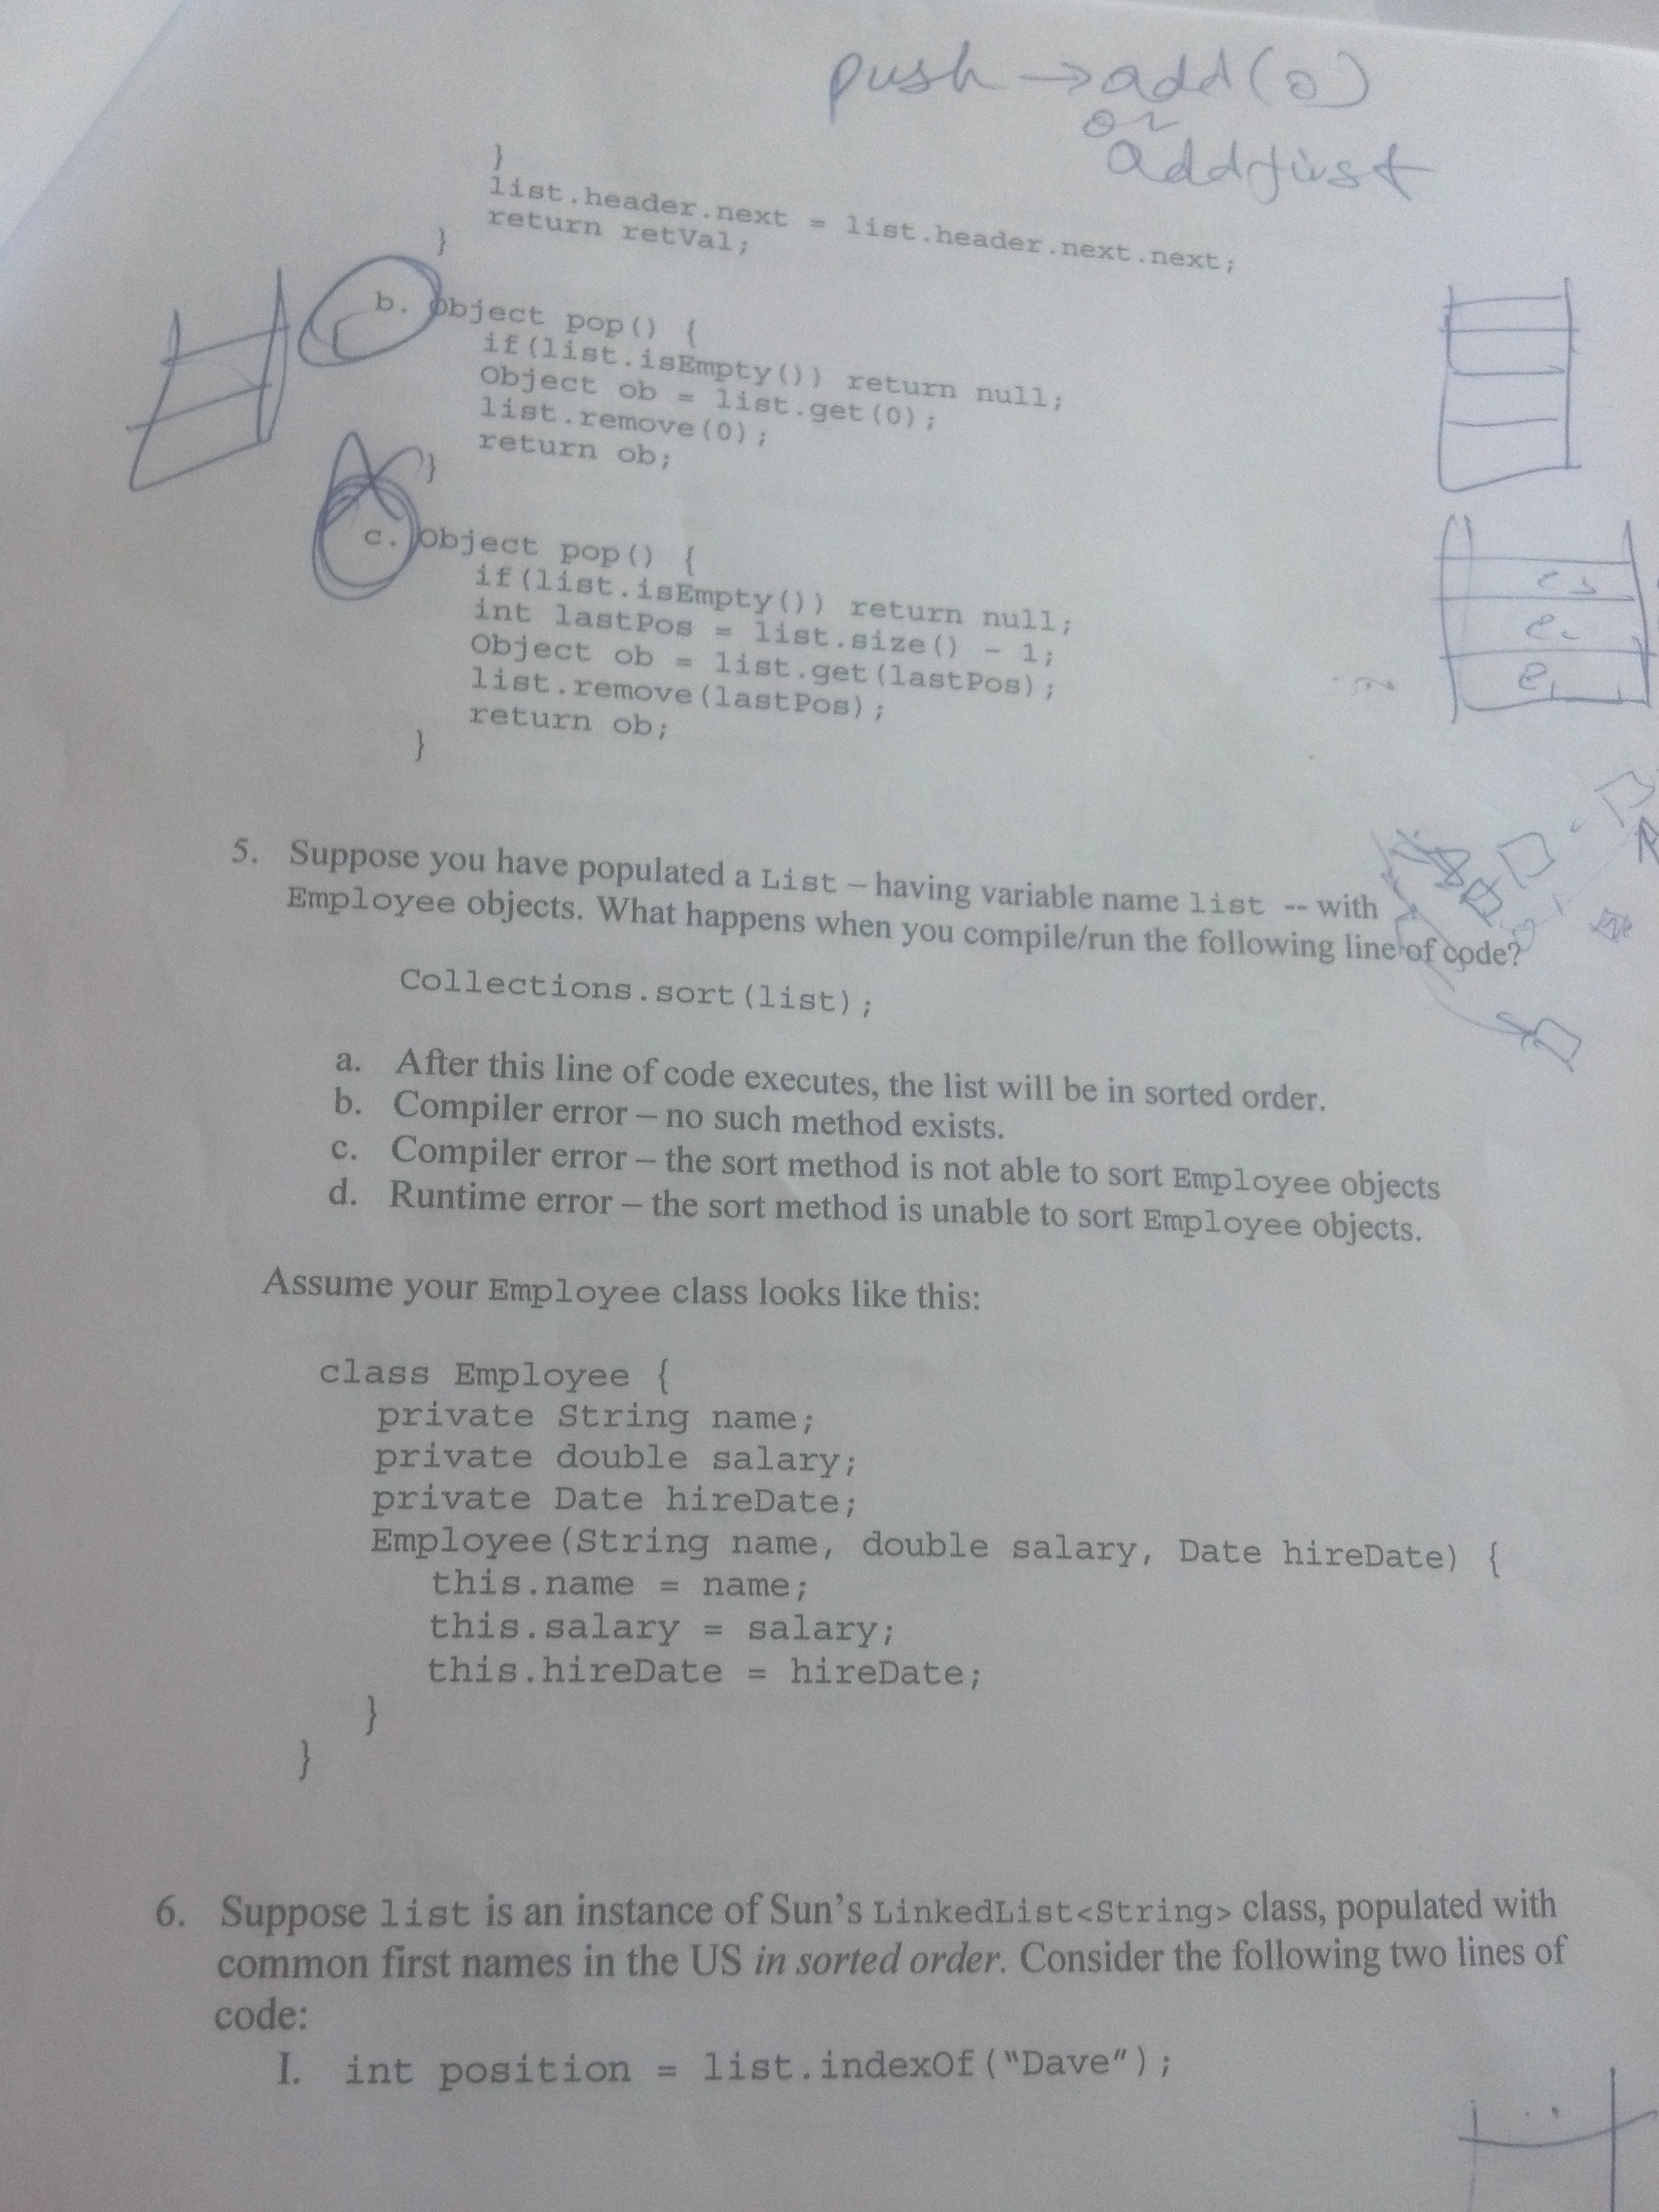 push → add(o)
or
addfirst
}
list.header.next = list.header.next.next;
return retVal;
}
b. Object pop() {
if(list.isEmpty()) return null;
Object ob = list.get(0);
list.remove(0);
return ob;
}
c. Object pop() {
if(list.isEmpty()) return null;
int lastPos = list.size() - 1;
Object ob = list.get(lastPos);
list.remove(lastPos);
return ob;
}
e3
e2
e1
5. Suppose you have populated a List – having variable name list -- with
Employee objects. What happens when you compile/run the following line of code?
Collections.sort(list);
a. After this line of code executes, the list will be in sorted order.
b. Compiler error – no such method exists.
c. Compiler error – the sort method is not able to sort Employee objects
d. Runtime error – the sort method is unable to sort Employee objects.
Assume your Employee class looks like this:
class Employee {
private String name;
private double salary;
private Date hireDate;
Employee(String name, double salary, Date hireDate) {
this.name = name;
this.salary = salary;
this.hireDate = hireDate;
}
}
6. Suppose list is an instance of Sun's LinkedList<String> class, populated with
common first names in the US in sorted order. Consider the following two lines of
code:
I. int position = list.indexOf("Dave");